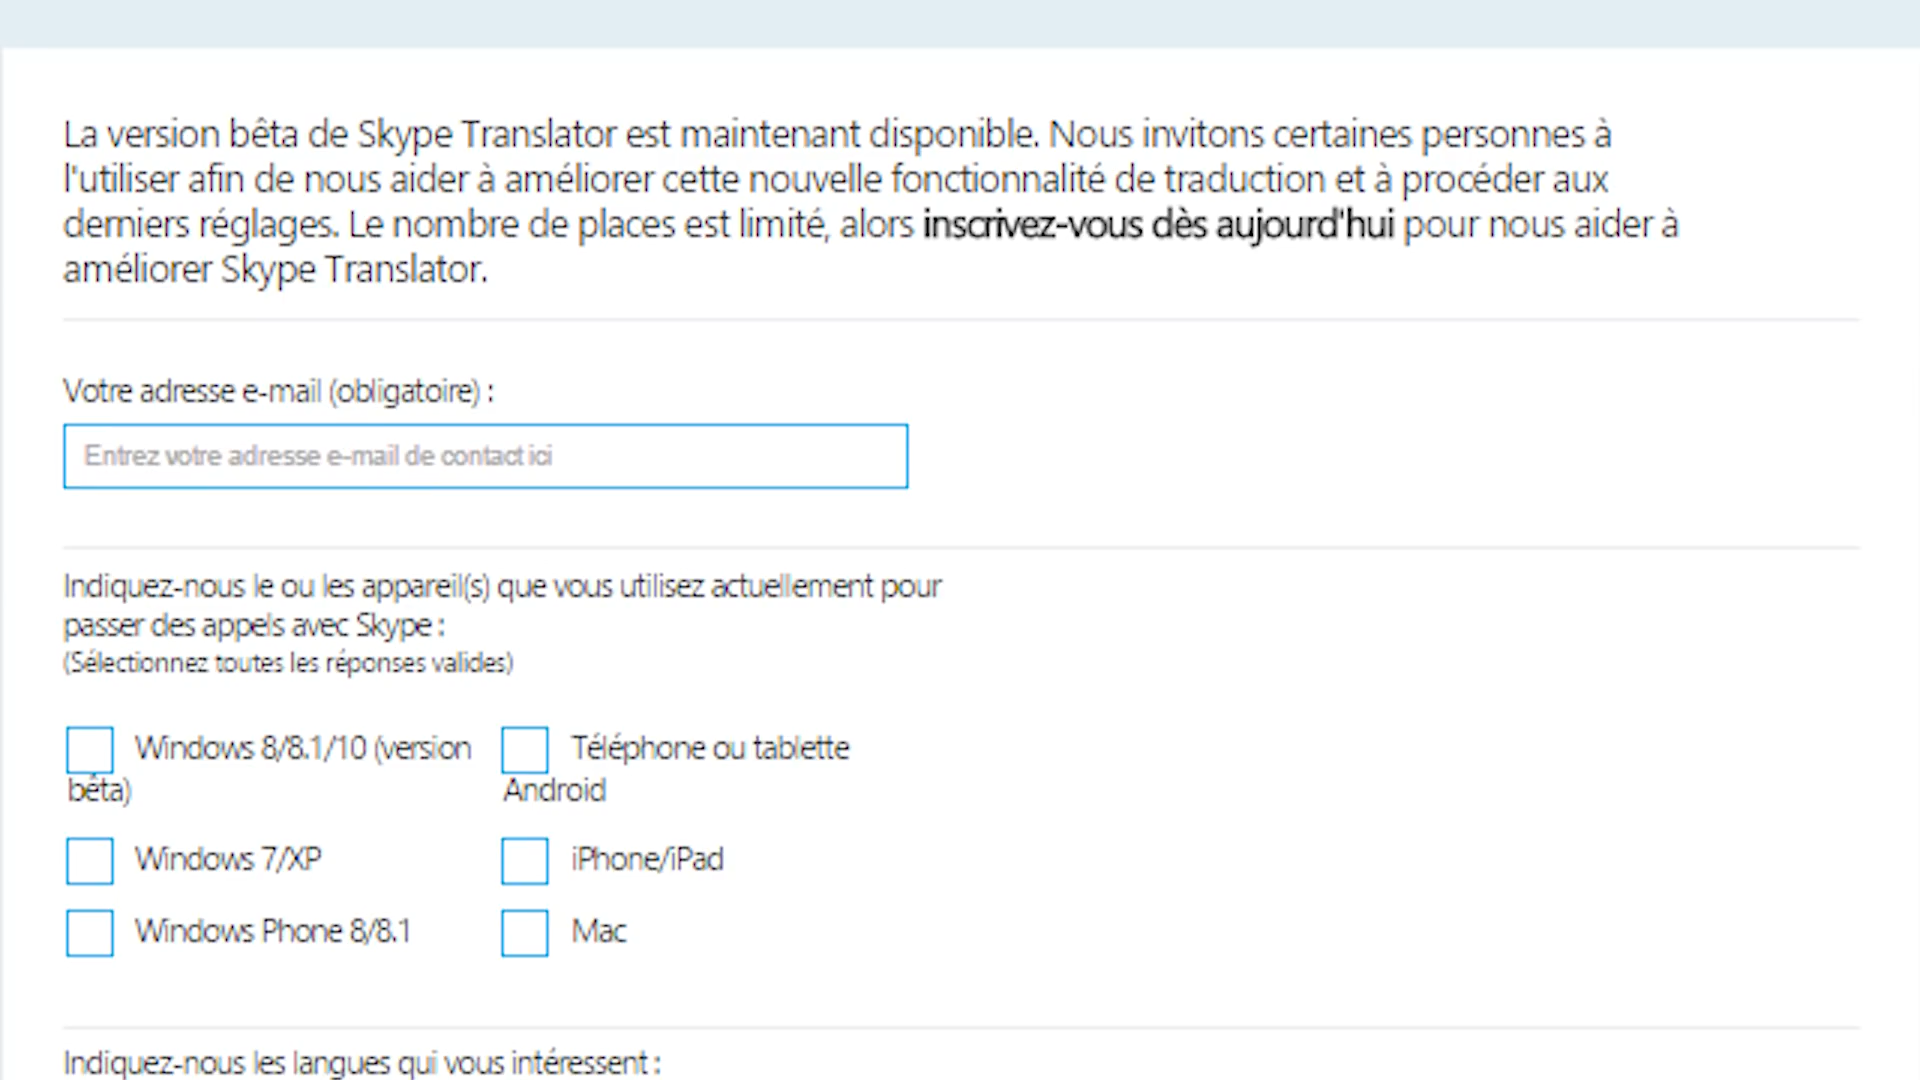 La version bêta de Skype Translator est maintenant disponible. Nous invitons certaines personnes à
l'utiliser afin de nous aider à améliorer cette nouvelle fonctionnalité de traduction et à procéder aux
derniers réglages. Le nombre de places est limité, alors inscrivez-vous dès aujourd'hui pour nous aider à
améliorer Skype Translator.
Votre adresse e-mail (obligatoire) :
Entrez votre adresse e-mail de contact ici
Indiquez-nous le ou les appareil(s) que vous utilisez actuellement pour
passer des appels avec Skype :
(Sélectionnez toutes les réponses valides)
Windows 8/8.1/10 (version
bêta)
Téléphone ou tablette
Android
Windows 7/XP
iPhone/iPad
Windows Phone 8/8.1
Mac
Indiquez-nous les langues qui vous intéressent :